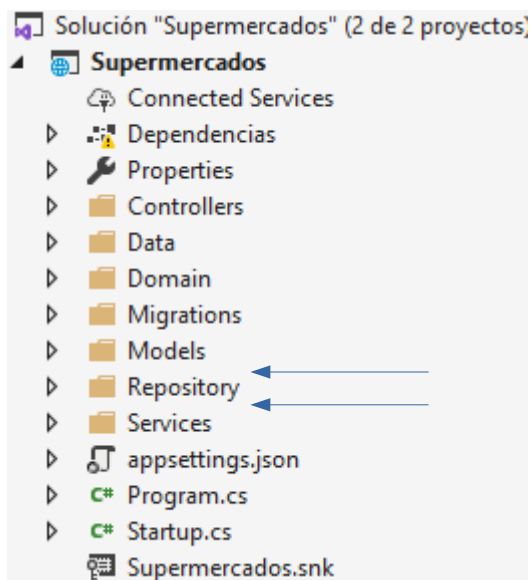 Solución "Supermercados" (2 de 2 proyectos)
Supermercados
Connected Services
Dependencias
Properties
Controllers
Data
Domain
Migrations
Models
Repository
Services
appsettings.json
C# Program.cs
C# Startup.cs
Supermercados.snk